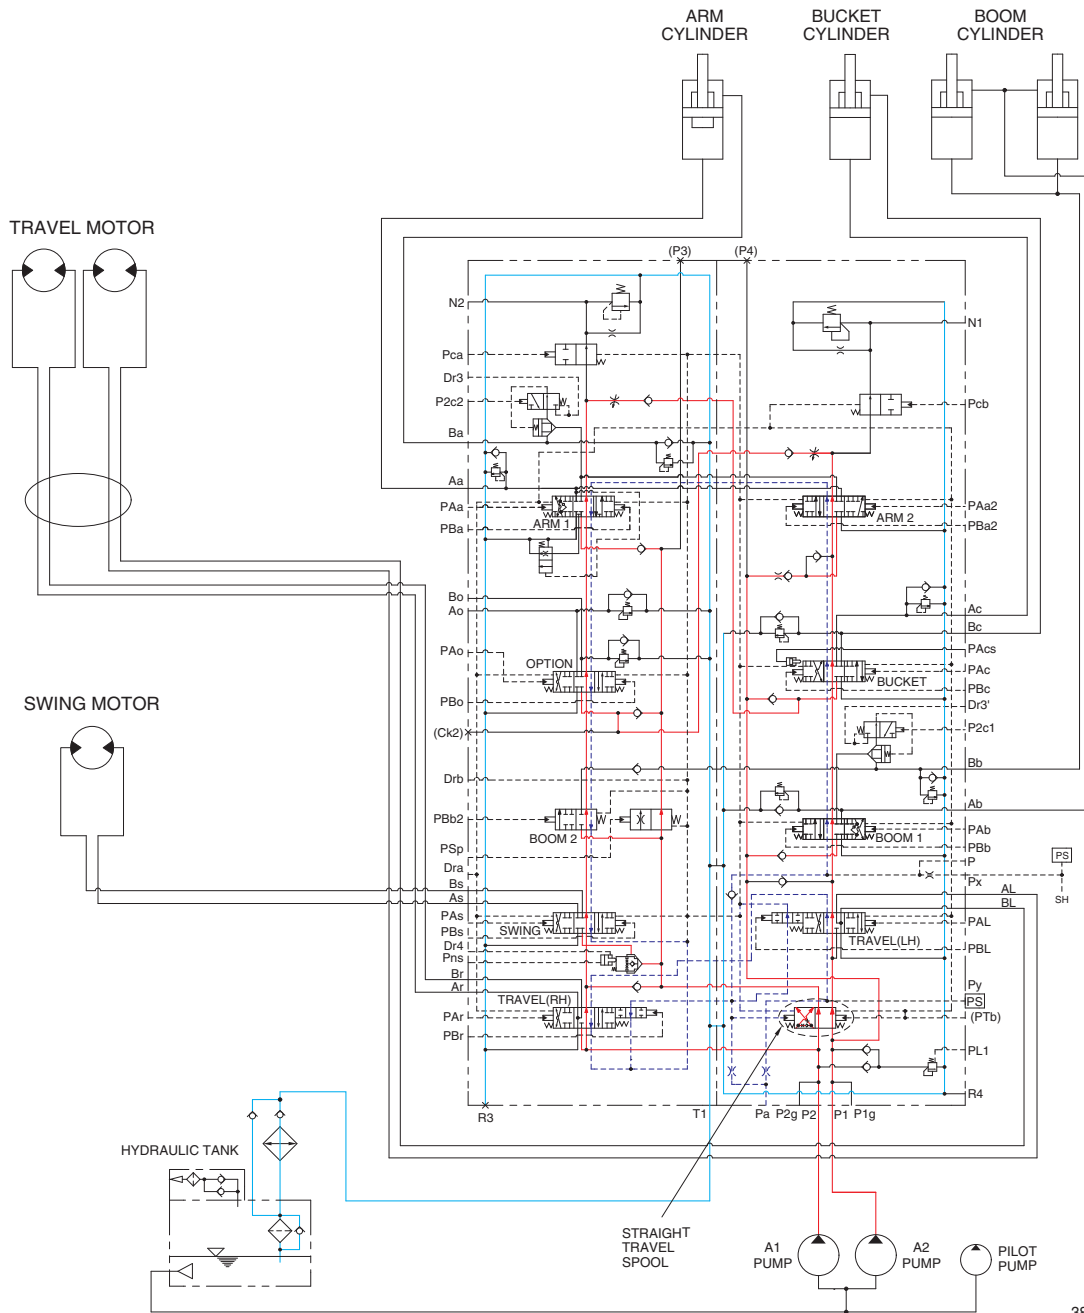 ARM
CYLINDER
BUCKET
CYLINDER
BOOM
CYLINDER
TRAVEL MOTOR
(P3)
(P4)
N2
N1
Pca
Dr3
P2c2
Pcb
Ba
Aa
PAa
ARM 1
PBa
ARM 2
PAa2
PBa2
Bo
Ao
Ac
Bc
PAo
OPTION
PBo
PAcs
PAc
BUCKET
PBc
Dr3'
SWING MOTOR
(Ck2)
P2c1
Bb
Drb
Ab
PBb2
BOOM 2
PSp
BOOM 1
PAb
PBb
Dra
P
PS
Px
SH
Bs
As
AL
BL
PAs
SWING
PBs
PAL
TRAVEL(LH)
PBL
Dr4
Pns
Br
Ar
Py
PS
TRAVEL(RH)
PAr
PBr
(PTb)
PL1
R4
R3
T1
Pa
P2g
P2
P1
P1g
HYDRAULIC TANK
STRAIGHT
TRAVEL
SPOOL
A1
PUMP
A2
PUMP
PILOT
PUMP